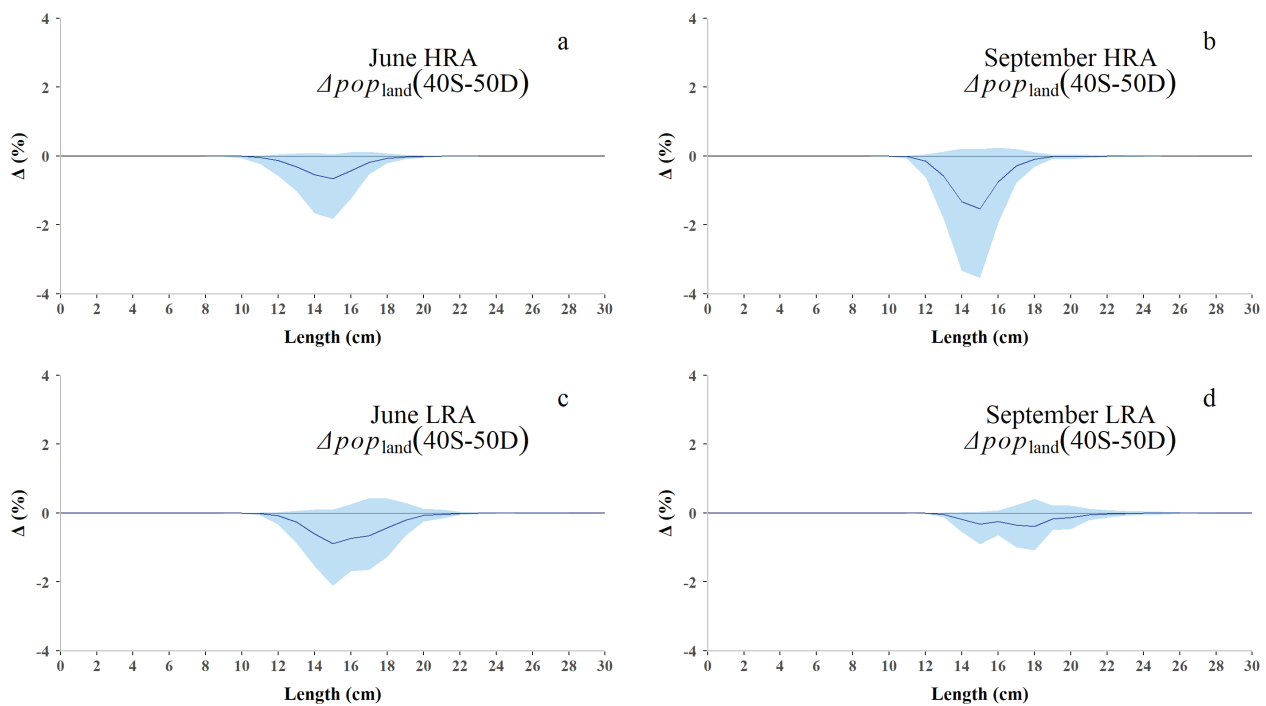 a
June HRA
Δpop_land(40S-50D)
4
2
0
-2
-4
Δ (%)
0 2 4 6 8 10 12 14 16 18 20 22 24 26 28 30
Length (cm)
b
September HRA
Δpop_land(40S-50D)
4
2
0
-2
-4
Δ (%)
0 2 4 6 8 10 12 14 16 18 20 22 24 26 28 30
Length (cm)
c
June LRA
Δpop_land(40S-50D)
4
2
0
-2
-4
Δ (%)
0 2 4 6 8 10 12 14 16 18 20 22 24 26 28 30
Length (cm)
d
September LRA
Δpop_land(40S-50D)
4
2
0
-2
-4
Δ (%)
0 2 4 6 8 10 12 14 16 18 20 22 24 26 28 30
Length (cm)